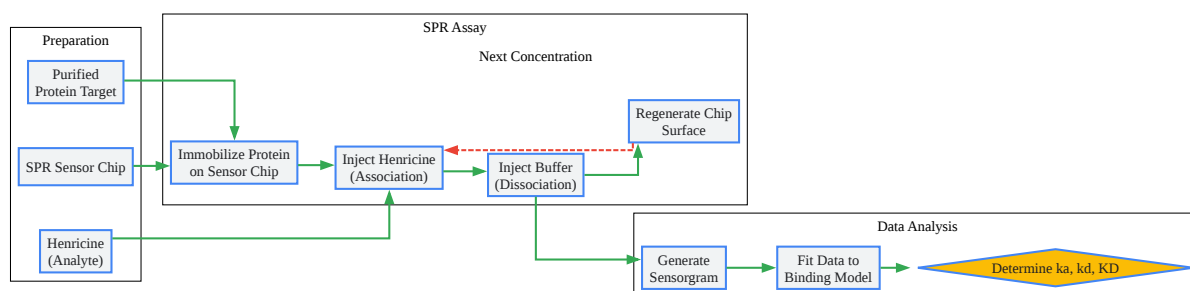 Preparation
Purified
Protein Target
SPR Sensor Chip
Henricine
(Analyte)
SPR Assay
Next Concentration
Immobilize Protein
on Sensor Chip
Inject Henricine
(Association)
Inject Buffer
(Dissociation)
Regenerate Chip
Surface
Data Analysis
Generate
Sensorgram
Fit Data to
Binding Model
Determine ka, kd, KD